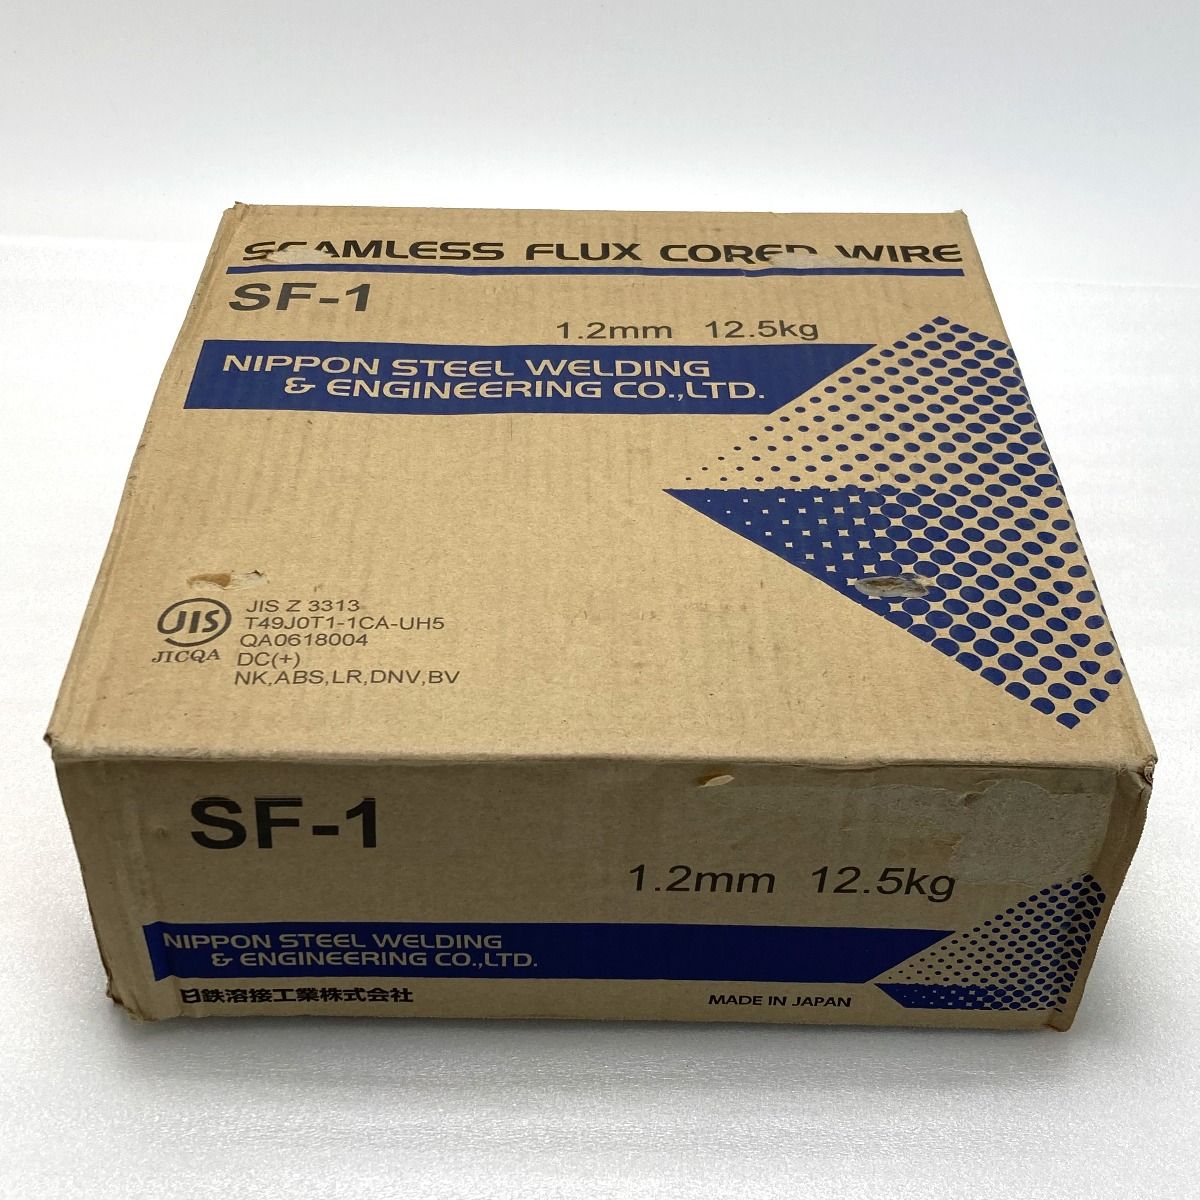 SEAMLESS FLUX CORED WIRE
SF-1
1.2mm 12.5kg
NIPPON STEEL WELDING
& ENGINEERING CO.,LTD.
JIS
JICQA
JIS Z 3313
T49J0T1-1CA-UH5
QA0618004
DC(+)
NK,ABS,LR,DNV,BV
SF-1
1.2mm 12.5kg
NIPPON STEEL WELDING
& ENGINEERING CO.,LTD.
日鉄溶接工業株式会社
MADE IN JAPAN